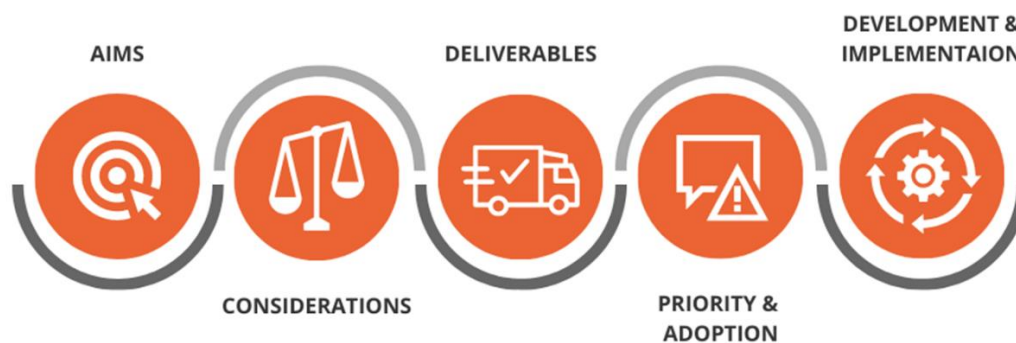 AIMS
CONSIDERATIONS
DELIVERABLES
PRIORITY &
ADOPTION
DEVELOPMENT &
IMPLEMENTAION